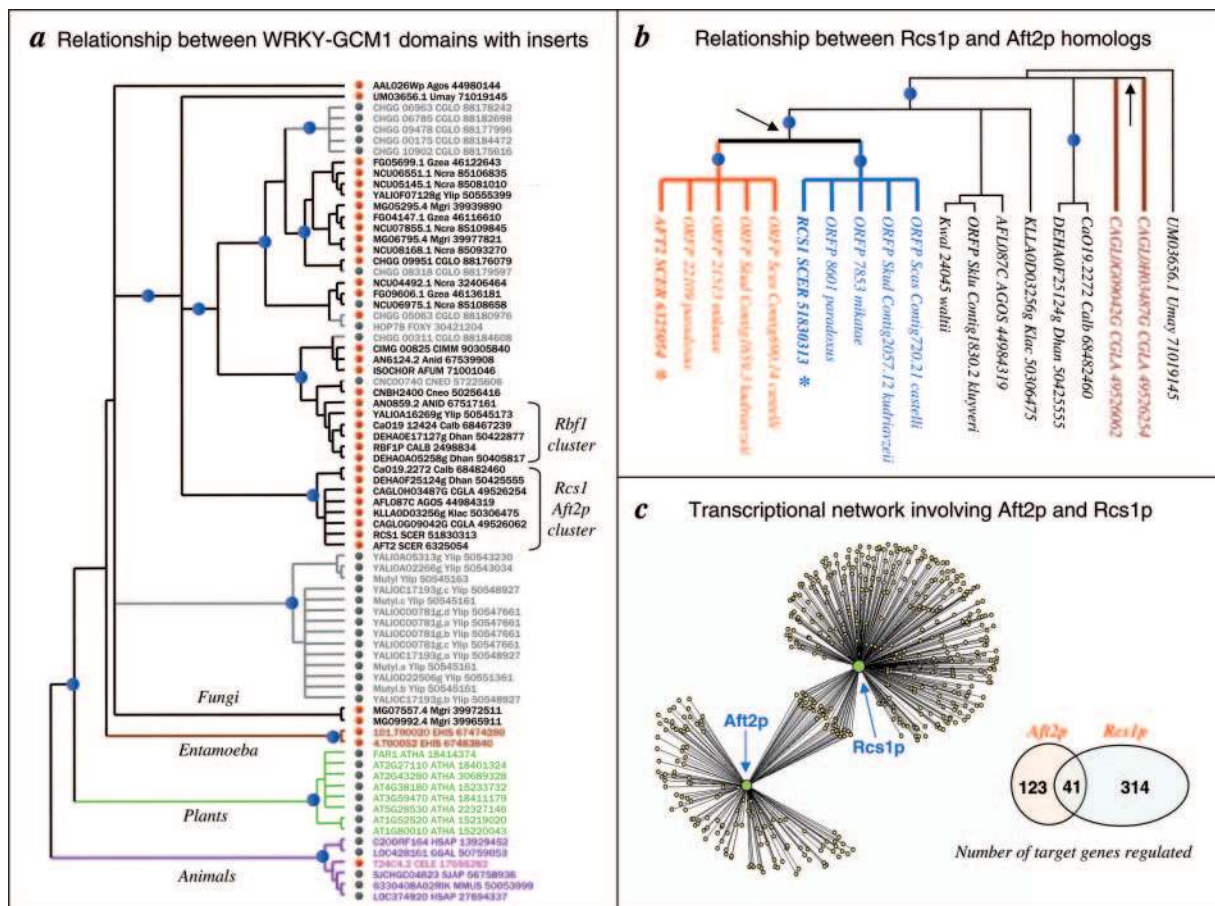 a Relationship between WRKY-GCM1 domains with inserts
AAL026Wp Agos 44980144
UM03656.1 Umay 71019145
CHGG 06963 CGLO 88178242
CHGG 06785 CGLO 88182698
CHGG 09478 CGLO 88177996
CHGG 00175 CGLO 88184472
CHGG 10902 CGLO 88175616
FG05699.1 Gzea 46122643
NCU06551.1 Ncra 85106835
NCU05145.1 Ncra 85081010
YALI0F07128g Ylip 50555399
MG05295.4 Mgri 39939890
FG04147.1 Gzea 46116610
NCU07855.1 Ncra 85109845
MG06795.4 Mgri 39977821
NCU08168.1 Ncra 85093270
CHGG 09951 CGLO 88176079
CHGG 08318 CGLO 88179597
NCU04492.1 Ncra 32406464
FG09606.1 Gzea 46136181
NCU06975.1 Ncra 85108658
CHGG 05063 CGLO 88180976
HOP78 FOXY 30421204
CHGG 00311 CGLO 88184608
CIMG 00825 CIMM 90305840
AN6124.2 Anid 67539908
ISOCHOR AFUM 71001046
CNC00740 CNEO 57225606
CNBH2400 Cneo 50256416
AN0859.2 ANID 67517161
YALI0A16269g Ylip 50545173
CaO19 12424 Calb 68467239
DEHA0E17127g Dhan 50422877
RBF1P CALB 2498834
DEHA0A05258g Dhan 50405817
Rbf1
cluster
CaO19.2272 Calb 68482460
DEHA0F25124g Dhan 50425555
CAGL0H03487G CGLA 49526254
AFL087C AGOS 44984319
KLLA0D03256g Klac 50306475
CAGL0G09042G CGLA 49526062
RCS1 SCER 51830313
AFT2 SCER 6325054
Rcs1
Aft2p
cluster
YALI0A05313g Ylip 50543230
YALI0A02266g Ylip 50543034
Mutyl Ylip 50545163
YALI0C17193g.c Ylip 50548927
Mutyl.c Ylip 50545161
YALI0C00781g.d Ylip 50547661
YALI0C00781g.a Ylip 50547661
YALI0C00781g.b Ylip 50547661
YALI0C00781g.c Ylip 50547661
YALI0C17193g.a Ylip 50548927
Mutyl.a Ylip 50545161
YALI0D22506g Ylip 50551361
Mutyl.b Ylip 50545161
YALI0C17193g.b Ylip 50548927
MG07557.4 Mgri 39972511
MG09992.4 Mgri 39965911
101.T00020 EHIS 67474280
4.T00052 EHIS 67483840
FAR1 ATHA 18414374
AT2G27110 ATHA 18401324
AT2G43280 ATHA 30689328
AT4G38180 ATHA 15233732
AT3G59470 ATHA 18411179
AT5G28530 ATHA 22327146
AT1G52520 ATHA 15219020
AT1G80010 ATHA 15220043
C20ORF164 HSAP 13929452
LOC428161 GGAL 50759053
T24C4.2 CELE
SJCHGC04823 SJAP 56758936
6330408A02RIK MMUS 50053999
LOC374920 HSAP 27694337
Fungi
Entamoeba
Plants
Animals
b Relationship between Rcs1p and Aft2p homologs
AFT2 SCER 6325054 *
ORFP 22109 paradoxus
ORFP 21513 mikatae
ORFP Skud Contig1659.3 kudriavzeii
ORFP Scas Contig690.14 castelli
RCS1 SCER 51830313 *
ORFP 8601 paradoxus
ORFP 7853 mikatae
ORFP Skud Contig2057.12 kudriavzeii
ORFP Scas Contig720.21 castelli
Kwal 24045 waltii
ORFP Sklu Contig1830.2 kluyveri
AFL087C AGOS 44984319
KLLA0D03256g Klac 50306475
DEHA0F25124g Dhan 50425555
CaO19.2272 Calb 68482460
CAGL0G09042G CGLA 49526062
CAGL0H03487G CGLA 49526254
UM03656.1 Umay 71019145
c Transcriptional network involving Aft2p and Rcs1p
Aft2p
Rcs1p
Aft2p Rcs1p
123 41 314
Number of target genes regulated